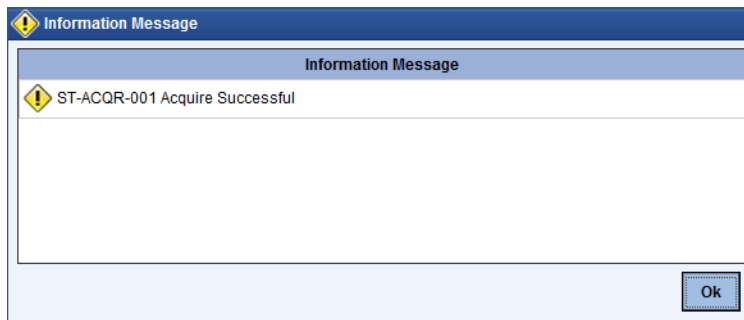 Information Message
Information Message
ST-ACQR-001 Acquire Successful
Ok